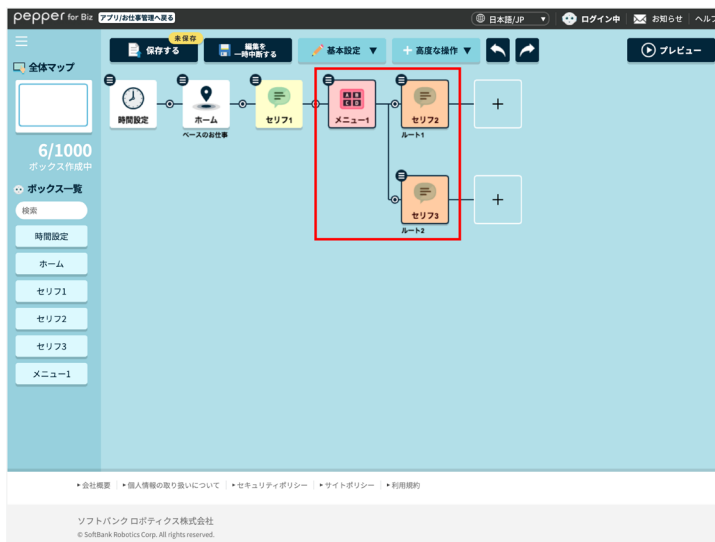 pepper for Biz
アプリ/お仕事管理へ戻る
日本語/JP ▼
ログイン中
お知らせ
ヘルプ
未保存
保存する
編集を
一時中断する
基本設定 ▼
+ 高度な操作 ▼
プレビュー
全体マップ
6/1000
ボックス作成中
ボックス一覧
検索
時間設定
ホーム
セリフ1
セリフ2
セリフ3
メニュー1
時間設定
ホーム
ベースのお仕事
セリフ1
A B
C D
メニュー1
セリフ2
ルート1
+
セリフ3
ルート2
+
会社概要
個人情報の取り扱いについて
セキュリティポリシー
サイトポリシー
利用規約
ソフトバンク ロボティクス株式会社
© SoftBank Robotics Corp. All rights reserved.